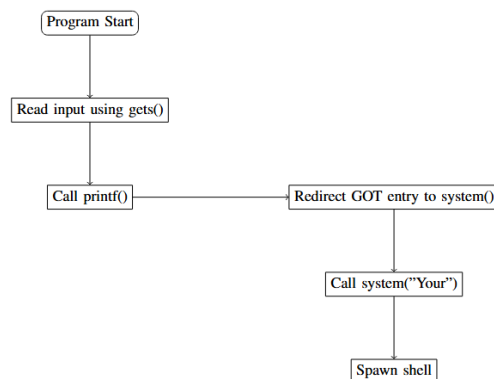 Program Start
Read input using gets()
Call printf()
Redirect GOT entry to system()
Call system(”Your”)
Spawn shell